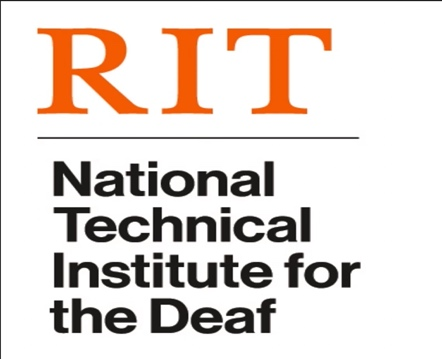 RIT
National
Technical
Institute for
the Deaf